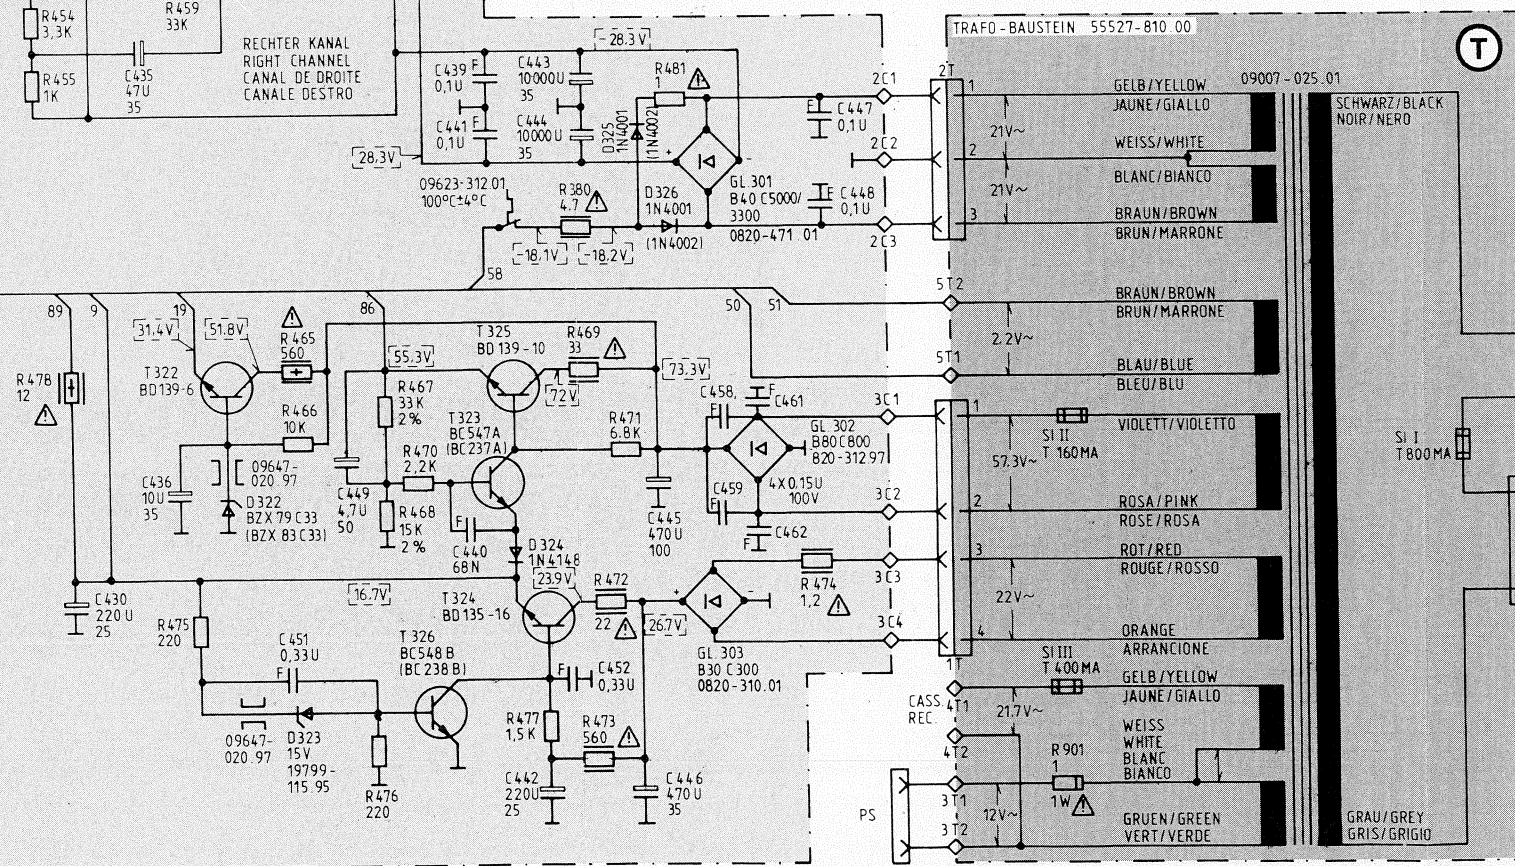 R454
3,3K
R459
33K
R455
1K
C435
47U
35
RECHTER KANAL
RIGHT CHANNEL
CANAL DE DROITE
CANALE DESTRO
-28.3V
C439
0,1U
F
C443
10000U
35
R481
1
C441
0,1U
F
C444
10000U
35
D325
1N4001
(1N4002)
28,3V
09623-312.01
100°C±4°C
R380
4.7
D326
1N4001
(1N4002)
+
-
GL 301
B40 C5000/
3300
0820-471.01
F
C447
0,1U
F
C448
0,1U
-18,1V
-18,2V
58
2C1
2C2
2C3
2T
1
2
3
TRAFO-BAUSTEIN 55527-810.00
T
GELB/YELLOW
JAUNE/GIALLO
09007-025.01
SCHWARZ/BLACK
NOIR/NERO
21V~
WEISS/WHITE
BLANC/BIANCO
21V~
BRAUN/BROWN
BRUN/MARRONE
89
9
19
86
50
51
5T2
BRAUN/BROWN
BRUN/MARRONE
2.2V~
5T1
BLAU/BLUE
BLEU/BLU
31,4V
51.8V
R465
560
T322
BD139-6
R478
12
R466
10K
C436
10U
35
09647-
020.97
D322
BZX 79 C33
(BZX 83 C33)
55,3V
T325
BD 139-10
R469
33
72V
73,3V
R467
33K
2%
T323
BC547A
(BC237A)
R471
6.8K
R470
2,2K
C449
4,7U
50
R468
15K
2%
F
C440
68N
D324
1N4148
C445
470U
100
C458
F
F
C461
GL 302
B80C800
820-312.97
F
C459
4X0.15U
100V
F
C462
3C1
3C2
3C3
3C4
1
2
3
4
SI II
T 160MA
VIOLETT/VIOLETTO
57.3V~
ROSA/PINK
ROSE/ROSA
ROT/RED
ROUGE/ROSSO
22V~
ORANGE
ARRANCIONE
SI I
T800MA
16.7V
C430
220U
25
R475
220
T324
BD135-16
23.9V
R472
22
+
-
26.7V
R474
1,2
GL 303
B30 C300
0820-310.01
C451
0,33U
F
T326
BC548B
(BC238B)
F
C452
0,33U
R477
1,5K
R473
560
09647-
020.97
D323
15V
19799-
115.95
R476
220
C442
220U
25
C446
470U
35
1T
SI III
T 400MA
GELB/YELLOW
JAUNE/GIALLO
CASS.
REC.
4T1
21.7V~
4T2
WEISS
WHITE
BLANC
BIANCO
R901
1
1W
3T1
PS
12V~
3T2
GRUEN/GREEN
VERT/VERDE
GRAU/GREY
GRIS/GRIGIO